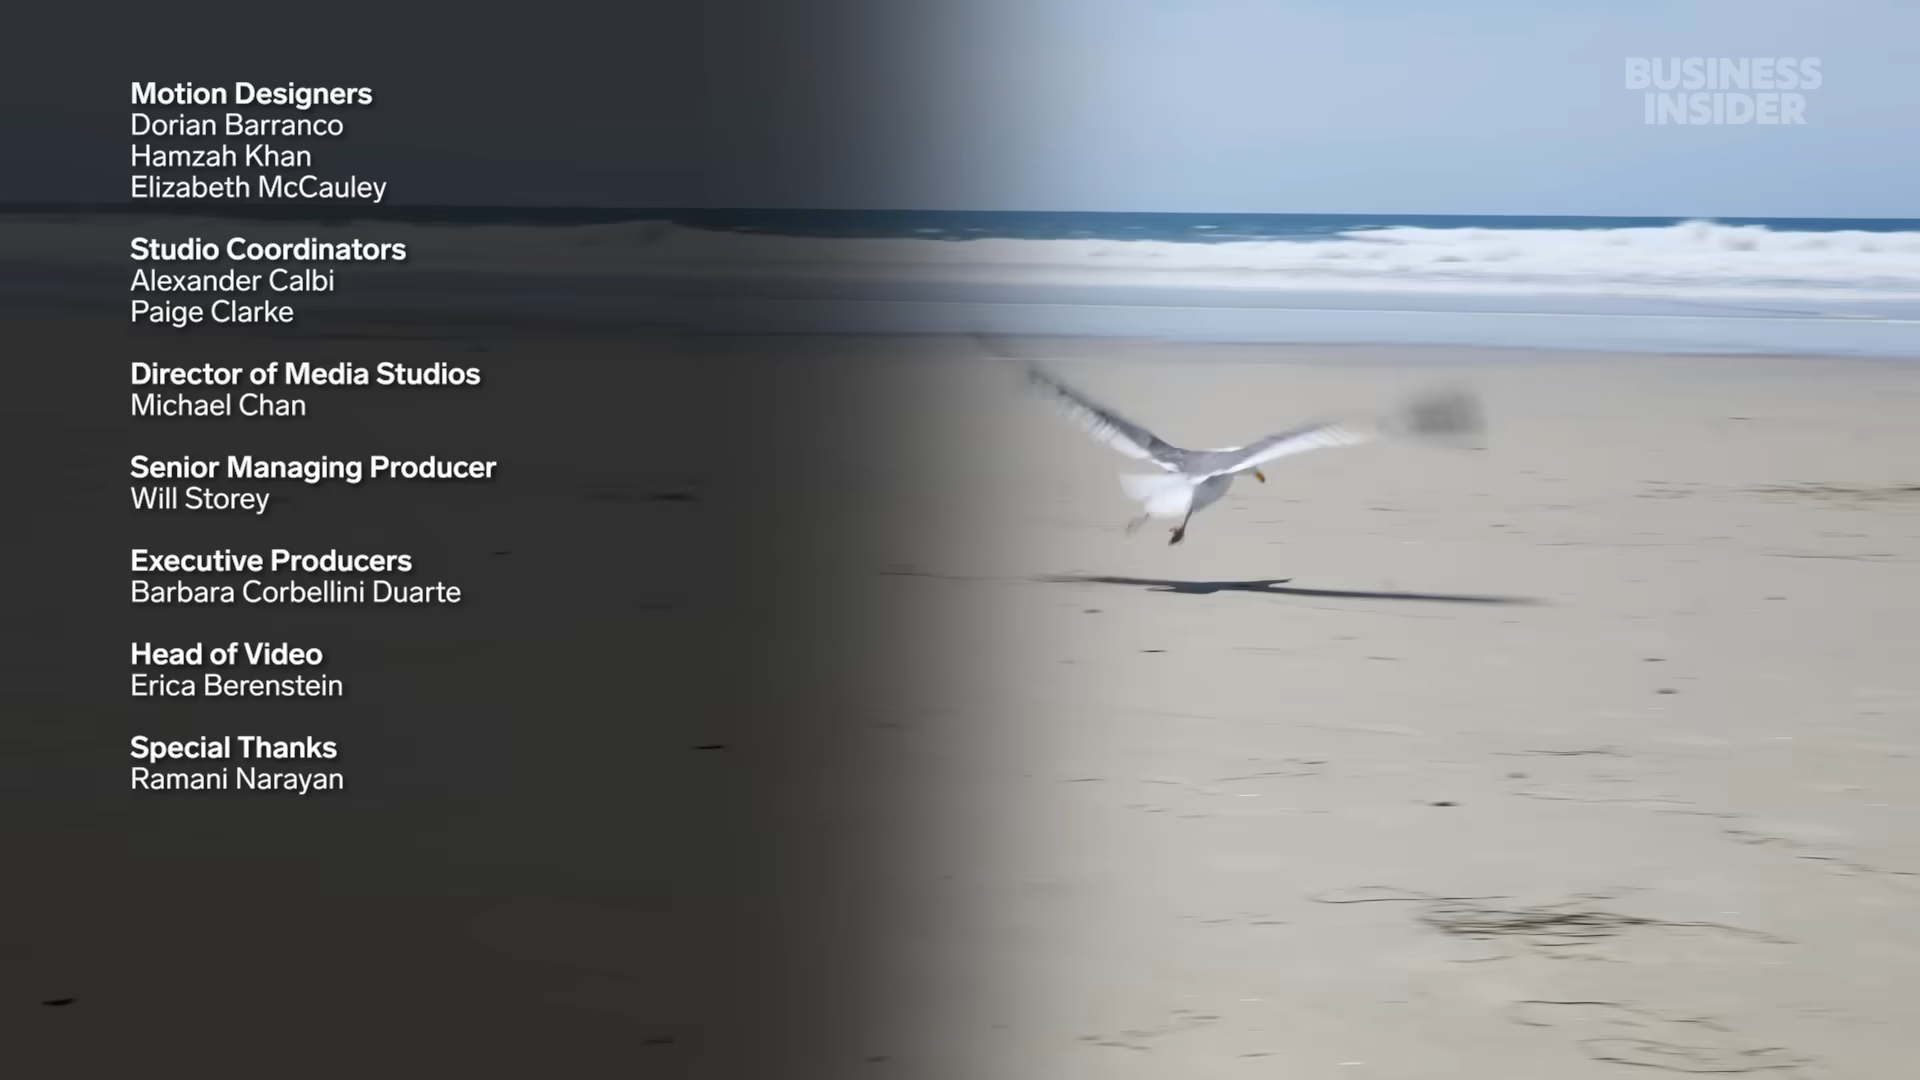 Motion Designers
Dorian Barranco
Hamzah Khan
Elizabeth McCauley
Studio Coordinators
Alexander Calbi
Paige Clarke
Director of Media Studios
Michael Chan
Senior Managing Producer
Will Storey
Executive Producers
Barbara Corbellini Duarte
Head of Video
Erica Berenstein
Special Thanks
Ramani Narayan
BUSINESS
INSIDER